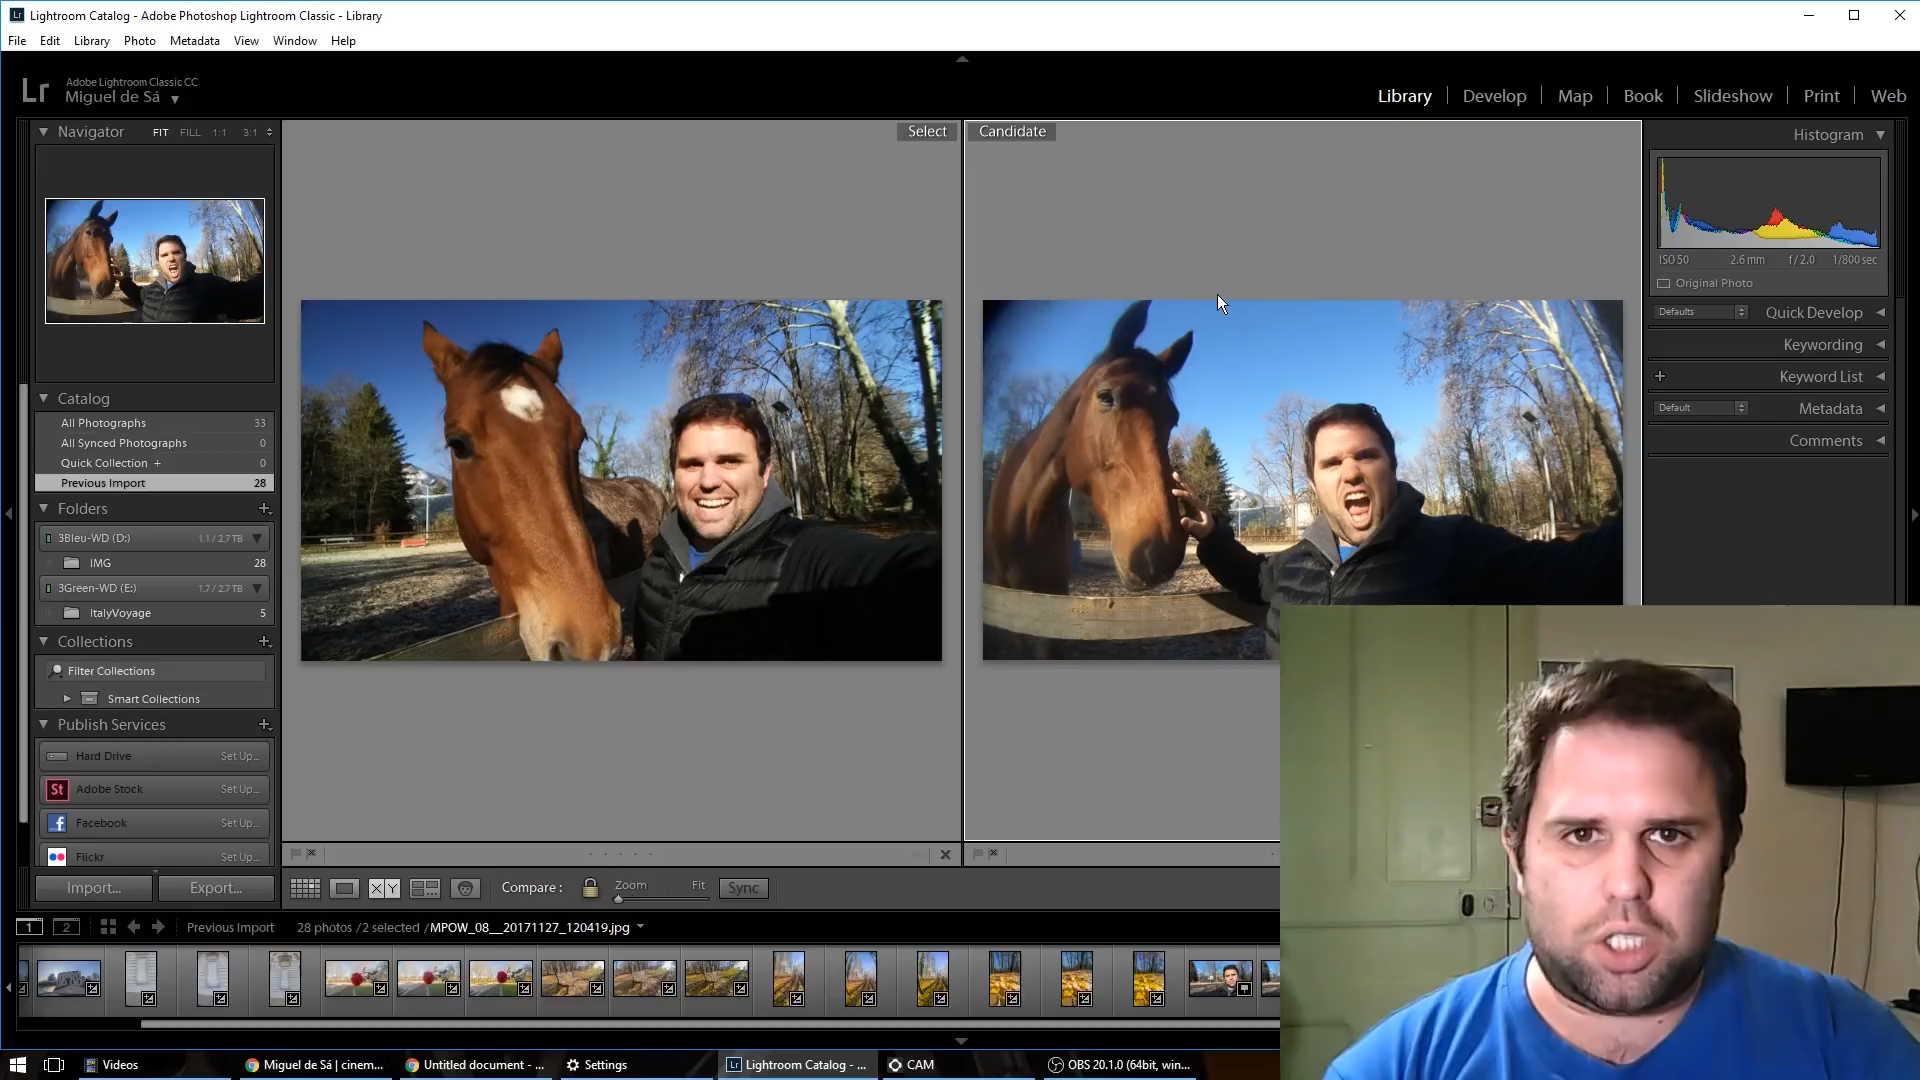 Lightroom Catalog - Adobe Photoshop Lightroom Classic - Library
File Edit Library Photo Metadata View Window Help
Lr
Adobe Lightroom Classic CC
Miguel de Sá
Library Develop Map Book Slideshow Print Web
Navigator FIT FILL 1:1 3:1
Select
Candidate
Histogram
ISO 50 2.6 mm f / 2.0 1/800 sec
Original Photo
Defaults Quick Develop
Keywording
+ Keyword List
Default Metadata
Comments
Catalog
All Photographs 33
All Synced Photographs 0
Quick Collection + 0
Previous Import 28
Folders +
3Bleu-WD (D:) 1.1 / 2.7 TB
IMG 28
3Green-WD (E:) 1.7 / 2.7 TB
ItalyVoyage 5
Collections +
Filter Collections
Smart Collections
Publish Services +
Hard Drive Set Up...
St Adobe Stock Set Up...
f Facebook Set Up...
Flickr Set Up...
Import... Export...
XY Compare : Zoom Fit Sync
1 2 Previous Import 28 photos / 2 selected / MPOW_08__20171127_120419.jpg
Videos
Miguel de Sá | cinem...
Untitled document - ...
Settings
Lr Lightroom Catalog - ...
CAM
OBS 20.1.0 (64bit, win...